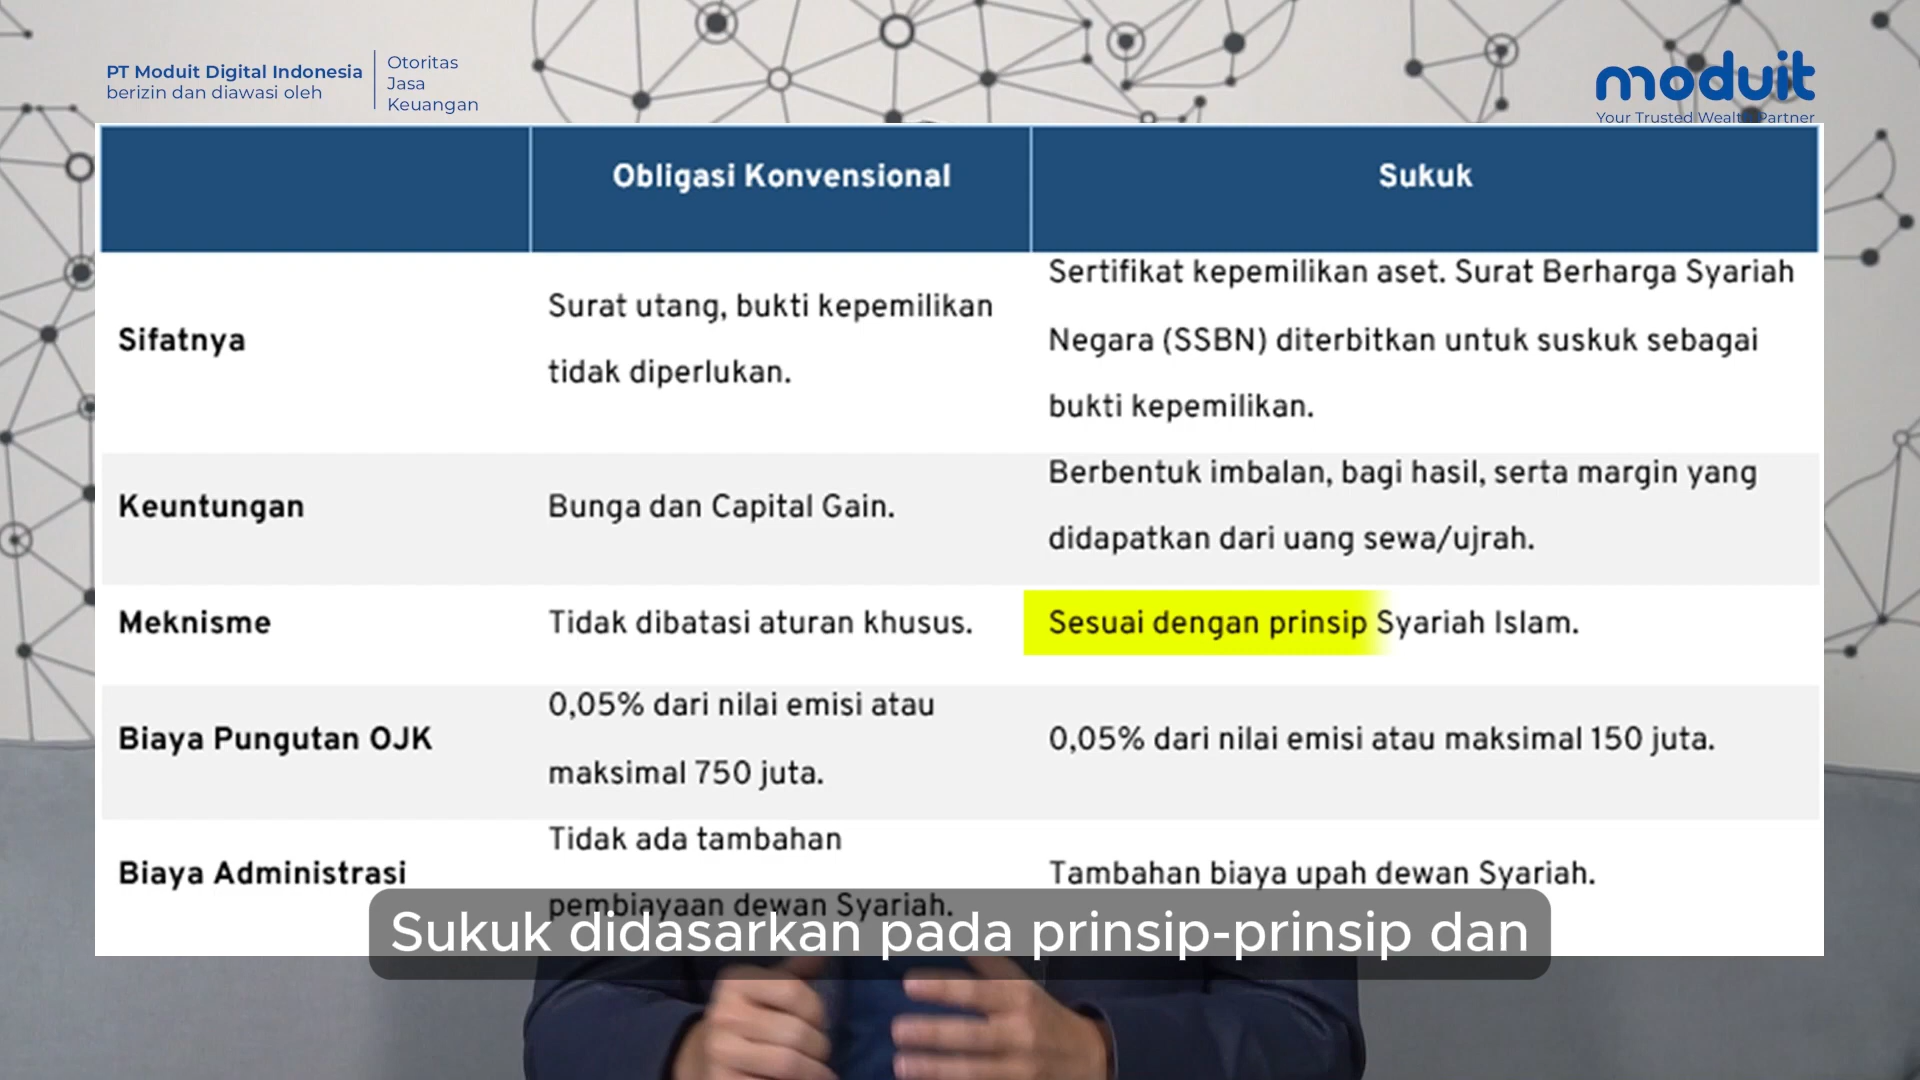 PT Moduit Digital Indonesia
berizin dan diawasi oleh
Otoritas
Jasa
Keuangan
moduit
Your Trusted Wealth Partner
Obligasi Konvensional
Sukuk
Sifatnya
Surat utang, bukti kepemilikan
tidak diperlukan.
Sertifikat kepemilikan aset. Surat Berharga Syariah
Negara (SSBN) diterbitkan untuk suskuk sebagai
bukti kepemilikan.
Keuntungan
Bunga dan Capital Gain.
Berbentuk imbalan, bagi hasil, serta margin yang
didapatkan dari uang sewa/ujrah.
Meknisme
Tidak dibatasi aturan khusus.
Sesuai dengan prinsip Syariah Islam.
Biaya Pungutan OJK
0,05% dari nilai emisi atau
maksimal 750 juta.
0,05% dari nilai emisi atau maksimal 150 juta.
Biaya Administrasi
Tidak ada tambahan
pembiayaan dewan Syariah.
Tambahan biaya upah dewan Syariah.
Sukuk didasarkan pada prinsip-prinsip dan